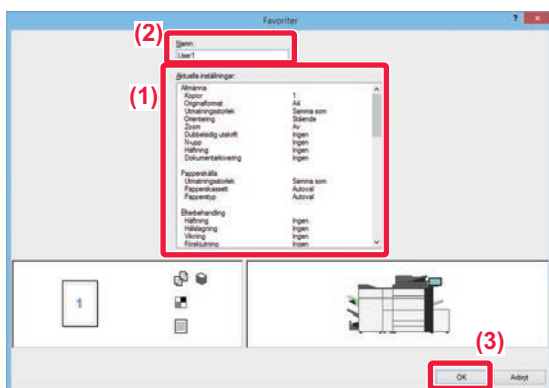 Favoriter
? x
(2)
Namn:
User1
(1)
Aktuella inställningar:
Allmänna
Kopior 1
Originalformat A4
Utmatningsstorlek: Samma som
Orientering Stående
Zoom Av
Dubbelsidig utskrift Ingen
N-upp Ingen
Häftning Ingen
Dokumentarkivering Ingen
Papperskälla
Utmatningsstorlek: Samma som
Papperskassett Autoval
Papperstyp Autoval
Efterbehandling
Häftning Ingen
Hålslagning Ingen
Vikning Ingen
Förskjutning Ingen
1
(3)
OK
Avbryt